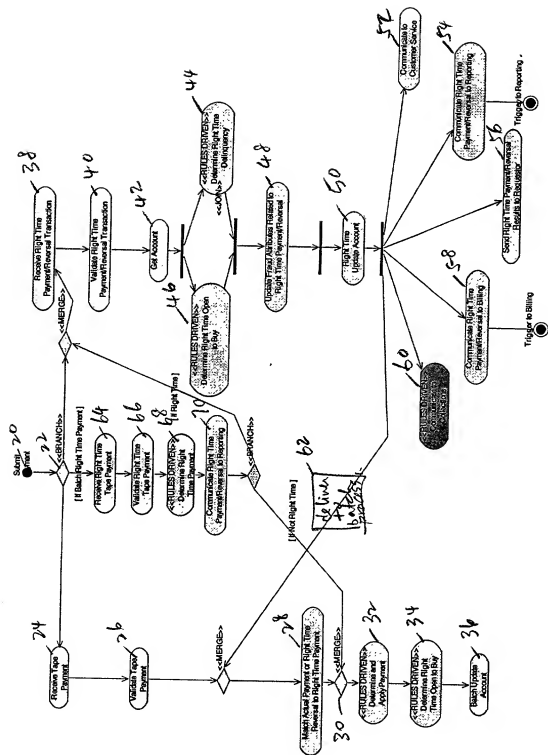 Submit
Payment
20
22
<<BRANCH>>
<<MERGE>>
38
Receive Right Time
Payment/Reversal Transaction
40
Validate Right Time
Payment/Reversal Transaction
42
Get Account
44
<<RULES DRIVEN>>
Determine Right Time
Delinquency
46
<<RULES DRIVEN>>
Determine Right Time Open
to Buy
<<JOIN>>
48
Update Fraud Attributes Related to
Right Time Payment/Reversal
50
Right Time
Update Account
52
Communicate to
Customer Service
54
Communicate Right Time
Payment/Reversal to Reporting
Trigger to Reporting
56
Send Right Time Payment/Reversal
Results to Requestor
58
Communicate Right Time
Payment/Reversal to Billing
Trigger to Billing
60
<<RULES DRIVEN>>
[ If Batch Right Time Payment ]
64
Receive Right Time
Tape Payment
66
Validate Right Time
Tape Payment
68
<<RULES DRIVEN>>
Determine Right
Time Payment
70
Communicate Right Time
Payment/Reversal to Reporting
[ If Right Time ]
<<BRANCH>>
[ If Not Right Time ]
62
deliver
to
batch
process
24
Receive Tape
Payment
26
Validate Tape
Payment
<<MERGE>>
28
Match Actual Payment or Right Time
Reversal to Right Time Payment
30
<<MERGE>>
32
<<RULES DRIVEN>>
Determine and
Apply Payment
34
<<RULES DRIVEN>>
Determine Right
Time Open to Buy
36
Batch Update
Account